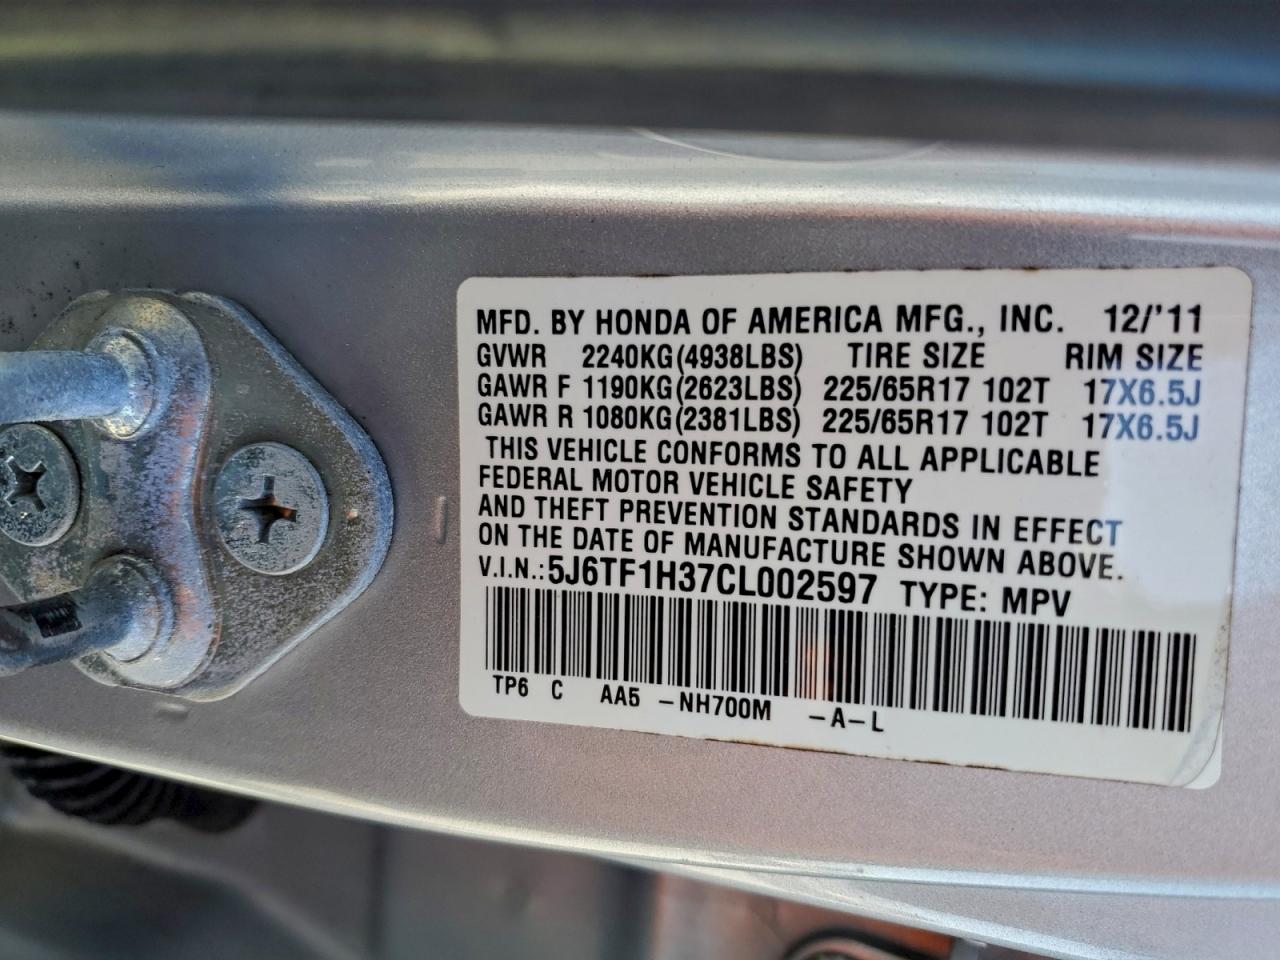 MFD. BY HONDA OF AMERICA MFG., INC. 12/'11
GVWR 2240KG(4938LBS) TIRE SIZE RIM SIZE
GAWR F 1190KG(2623LBS) 225/65R17 102T 17X6.5J
GAWR R 1080KG(2381LBS) 225/65R17 102T 17X6.5J
THIS VEHICLE CONFORMS TO ALL APPLICABLE
FEDERAL MOTOR VEHICLE SAFETY
AND THEFT PREVENTION STANDARDS IN EFFECT
ON THE DATE OF MANUFACTURE SHOWN ABOVE.
V.I.N.: 5J6TF1H37CL002597 TYPE: MPV
TP6 C AA5 -NH700M -A-L